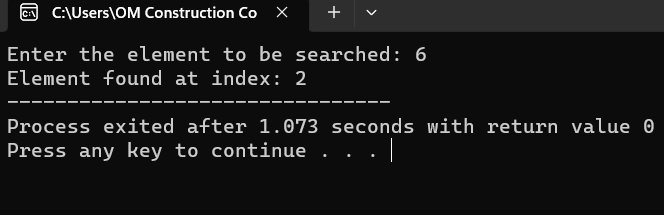 C:\Users\OM Construction Co
Enter the element to be searched: 6
Element found at index: 2
--------------------------------
Process exited after 1.073 seconds with return value 0
Press any key to continue . . .